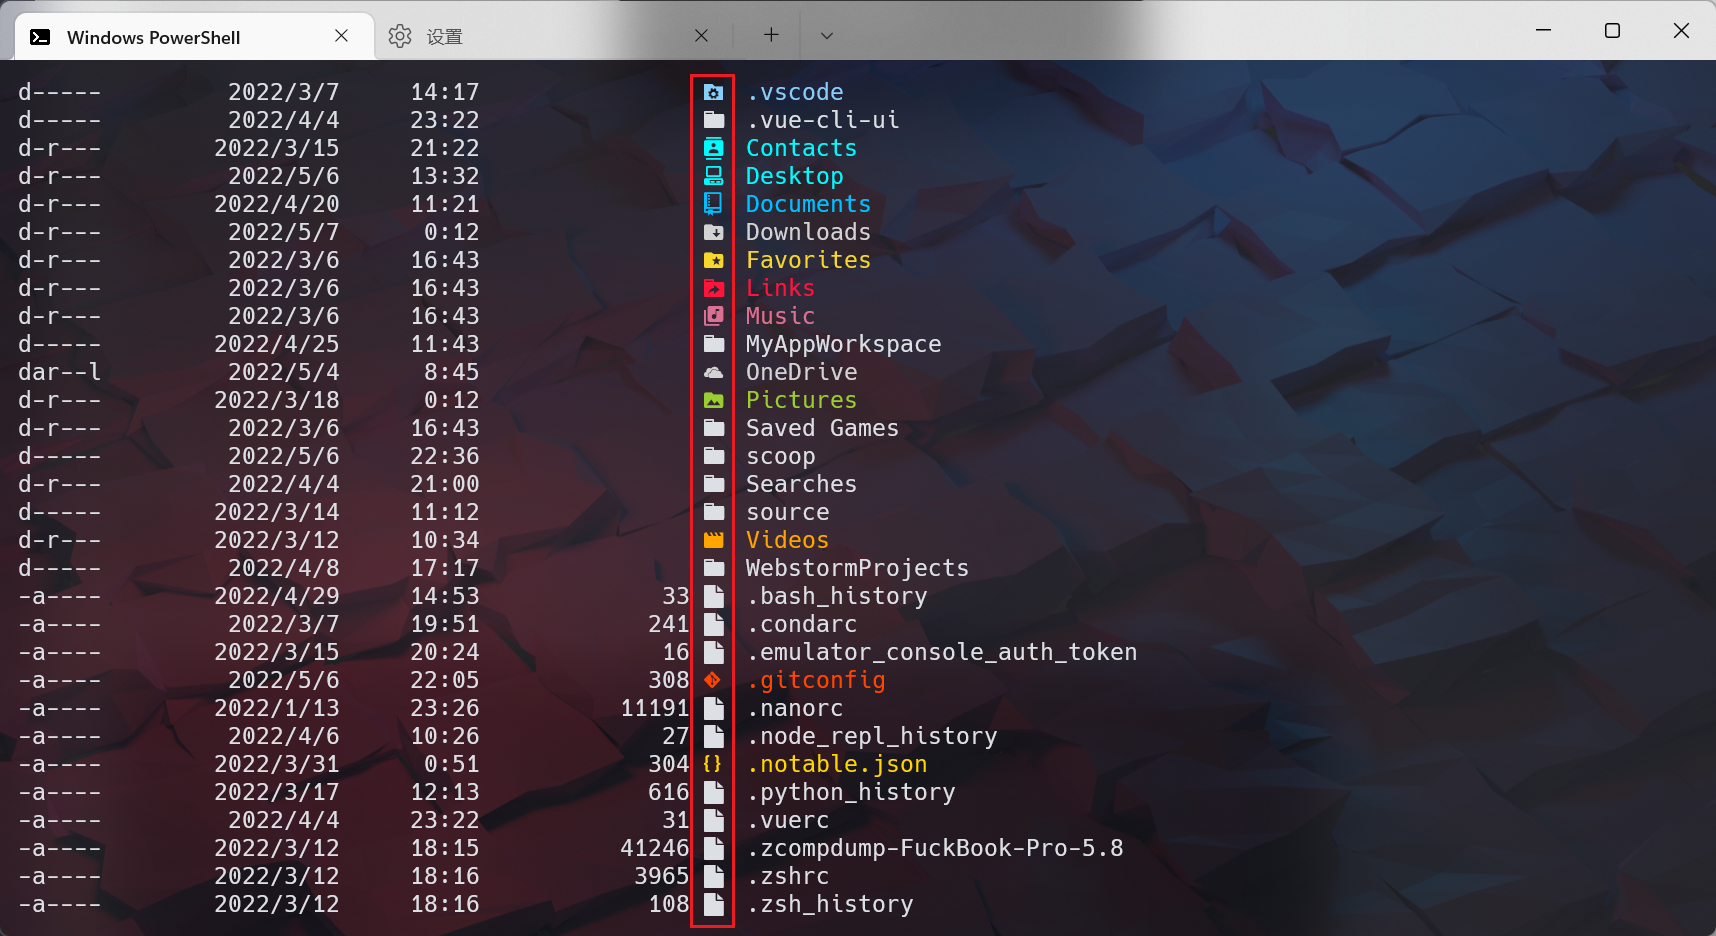 Windows PowerShell 设置
d----- 2022/3/7 14:17 .vscode
d----- 2022/4/4 23:22 .vue-cli-ui
d-r--- 2022/3/15 21:22 Contacts
d-r--- 2022/5/6 13:32 Desktop
d-r--- 2022/4/20 11:21 Documents
d-r--- 2022/5/7 0:12 Downloads
d-r--- 2022/3/6 16:43 Favorites
d-r--- 2022/3/6 16:43 Links
d-r--- 2022/3/6 16:43 Music
d----- 2022/4/25 11:43 MyAppWorkspace
dar--l 2022/5/4 8:45 OneDrive
d-r--- 2022/3/18 0:12 Pictures
d-r--- 2022/3/6 16:43 Saved Games
d----- 2022/5/6 22:36 scoop
d-r--- 2022/4/4 21:00 Searches
d----- 2022/3/14 11:12 source
d-r--- 2022/3/12 10:34 Videos
d----- 2022/4/8 17:17 WebstormProjects
-a---- 2022/4/29 14:53 33 .bash_history
-a---- 2022/3/7 19:51 241 .condarc
-a---- 2022/3/15 20:24 16 .emulator_console_auth_token
-a---- 2022/5/6 22:05 308 .gitconfig
-a---- 2022/1/13 23:26 11191 .nanorc
-a---- 2022/4/6 10:26 27 .node_repl_history
-a---- 2022/3/31 0:51 304 .notable.json
-a---- 2022/3/17 12:13 616 .python_history
-a---- 2022/4/4 23:22 31 .vuerc
-a---- 2022/3/12 18:15 41246 .zcompdump-FuckBook-Pro-5.8
-a---- 2022/3/12 18:16 3965 .zshrc
-a---- 2022/3/12 18:16 108 .zsh_history